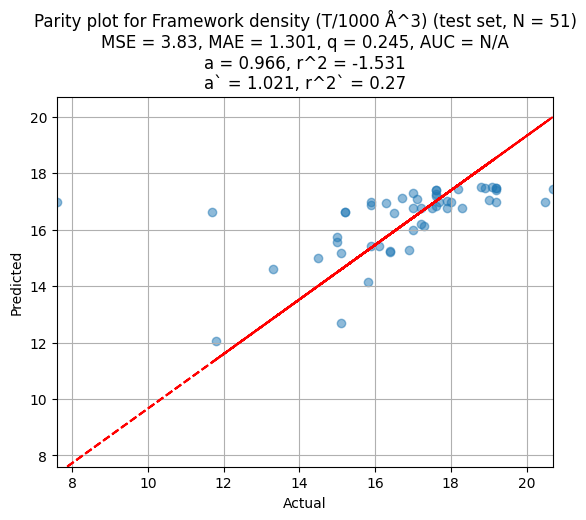 Parity plot for Framework density (T/1000 Å^3) (test set, N = 51)
MSE = 3.83, MAE = 1.301, q = 0.245, AUC = N/A
a = 0.966, r^2 = -1.531
a` = 1.021, r^2` = 0.27
20
18
16
14
12
10
8
Predicted
8
10
12
14
16
18
20
Actual